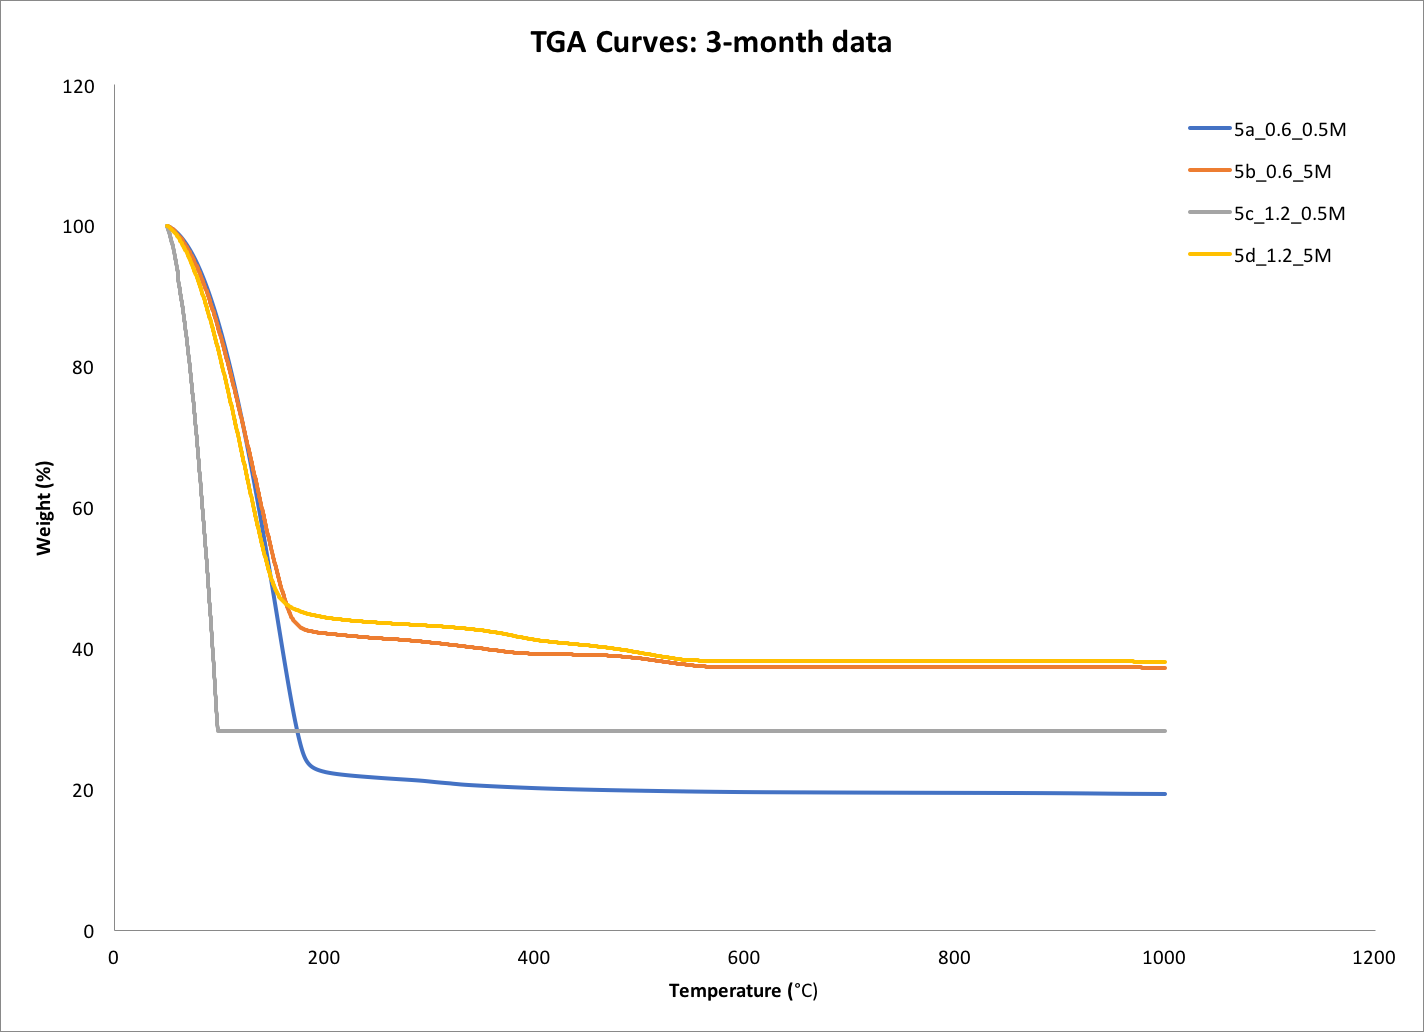 TGA Curves: 3-month data
120
100
80
60
40
20
0
Weight (%)
0 200 400 600 800 1000 1200
Temperature (°C)
5a_0.6_0.5M
5b_0.6_5M
5c_1.2_0.5M
5d_1.2_5M